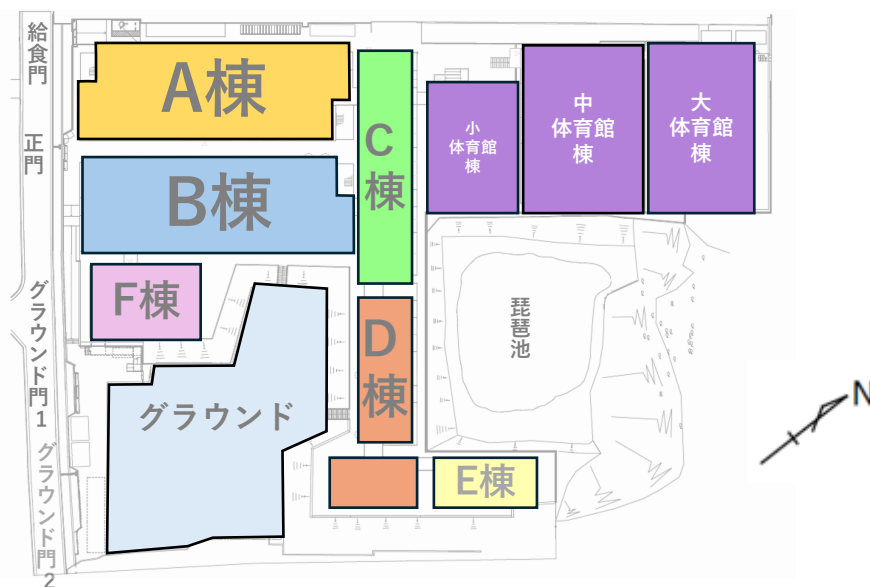 給食門
正門
グラウンド門1
グラウンド門2
A棟
B棟
C棟
D棟
E棟
F棟
小
体育館
棟
中
体育館
棟
大
体育館
棟
琵琶池
グラウンド
N